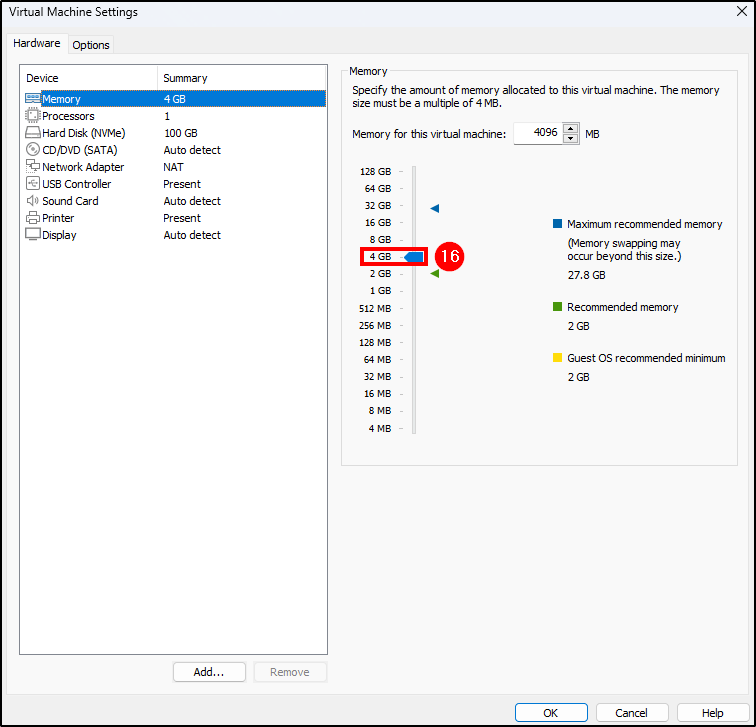 Virtual Machine Settings
Hardware Options
Device Summary
Memory 4 GB
Processors 1
Hard Disk (NVMe) 100 GB
CD/DVD (SATA) Auto detect
Network Adapter NAT
USB Controller Present
Sound Card Auto detect
Printer Present
Display Auto detect
Add... Remove
Memory
Specify the amount of memory allocated to this virtual machine. The memory
size must be a multiple of 4 MB.
Memory for this virtual machine: 4096 MB
128 GB
64 GB
32 GB
16 GB
8 GB
4 GB 16
2 GB
1 GB
512 MB
256 MB
128 MB
64 MB
32 MB
16 MB
8 MB
4 MB
Maximum recommended memory
(Memory swapping may
occur beyond this size.)
27.8 GB
Recommended memory
2 GB
Guest OS recommended minimum
2 GB
OK Cancel Help